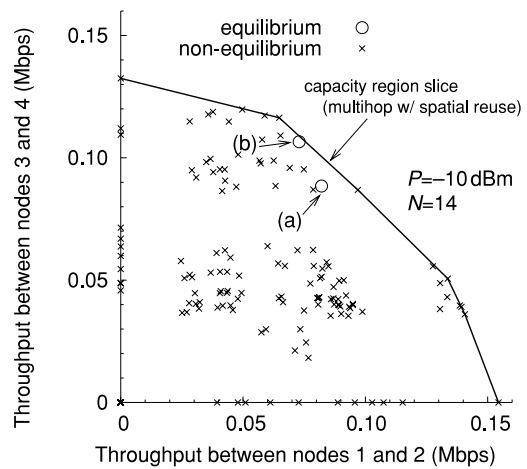 0.15
equilibrium
non-equilibrium
capacity region slice
(multihop w/ spatial reuse)
(b)
0.10
P=−10 dBm
N=14
(a)
0.05
0
0
0.05
0.10
0.15
Throughput between nodes 3 and 4 (Mbps)
Throughput between nodes 1 and 2 (Mbps)